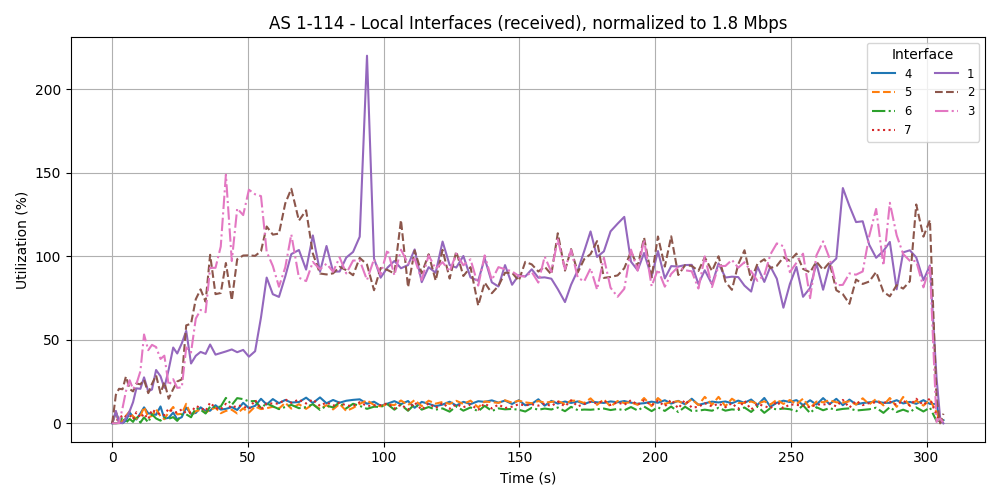 AS 1-114 - Local Interfaces (received), normalized to 1.8 Mbps
Utilization (%)
200
150
100
50
0
Interface
4 1
5 2
6 3
7
0 50 100 150 200 250 300
Time (s)